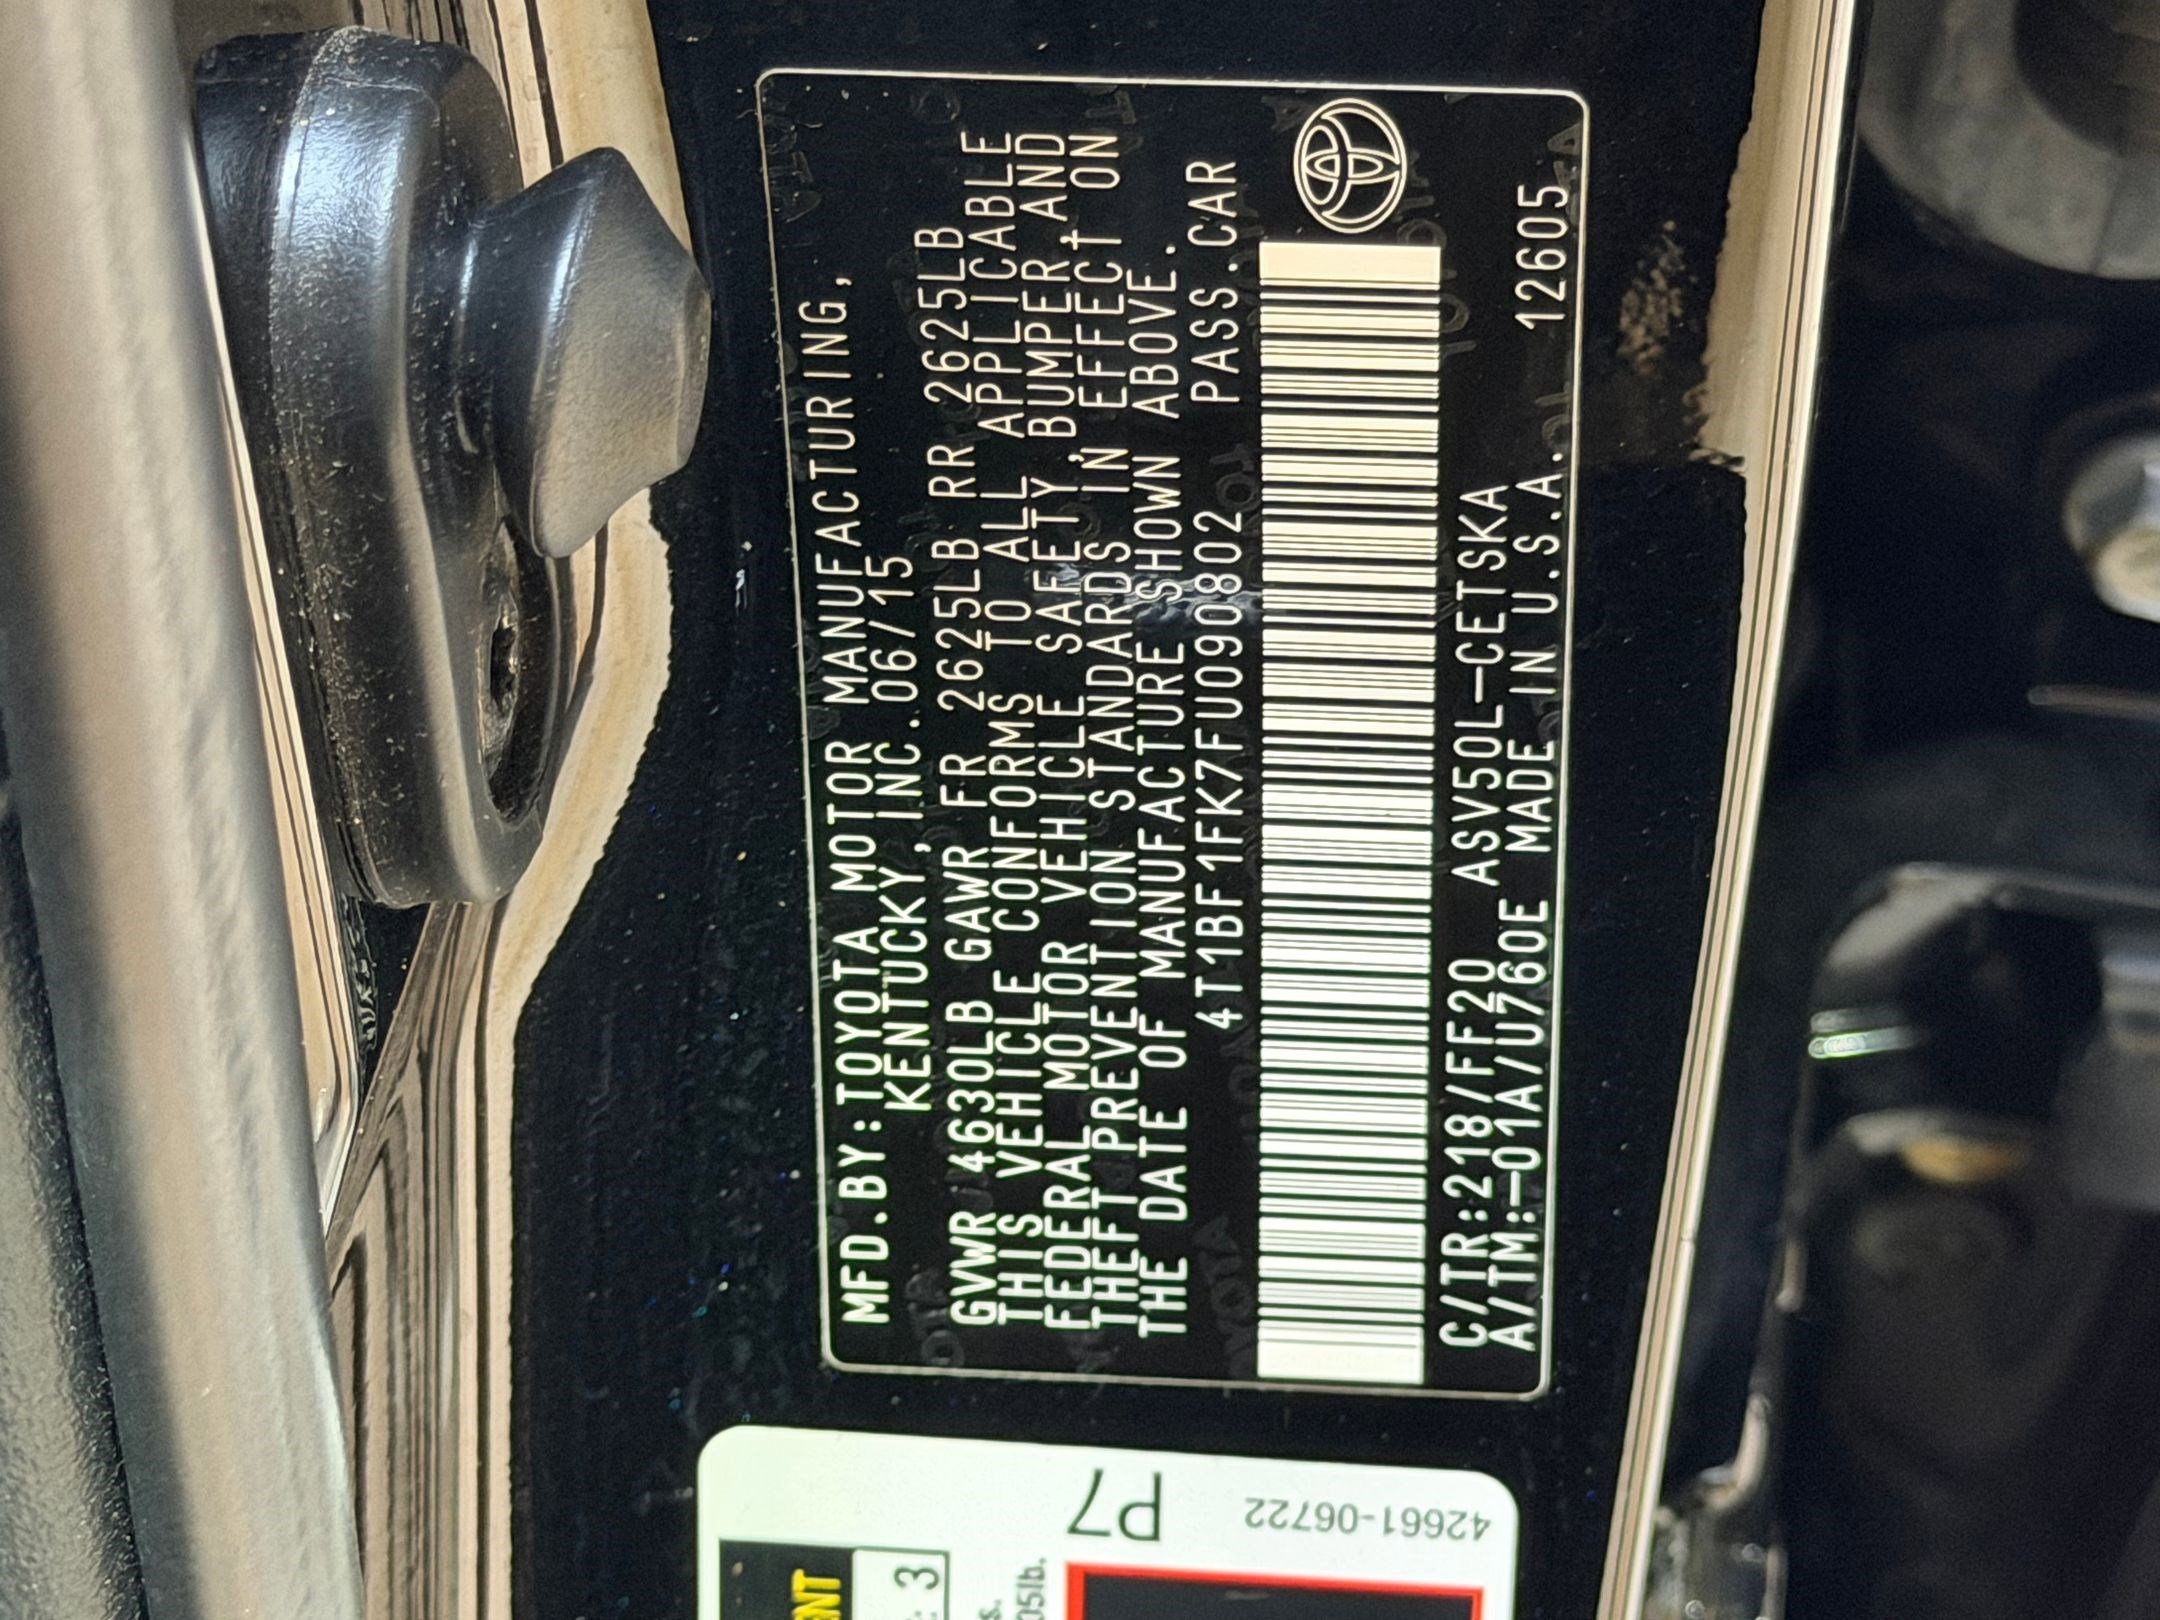 MFD.BY:TOYOTA MOTOR MANUFACTURING,
KENTUCKY,INC.06/15
GVWR 4630LB GAWR FR 2625LB RR 2625LB
THIS VEHICLE CONFORMS TO ALL APPLICABLE
FEDERAL MOTOR VEHICLE SAFETY,BUMPER,AND
THEFT PREVENTION STANDARDS IN EFFECT ON
THE DATE OF MANUFACTURE SHOWN ABOVE.
4T1BF1FK7FU090802 PASS.CAR
C/TR:218/FF20 ASV50L-CETSKA
A/TM:-01A/U760E MADE IN U.S.A. 12605
42661-06722
P7
3